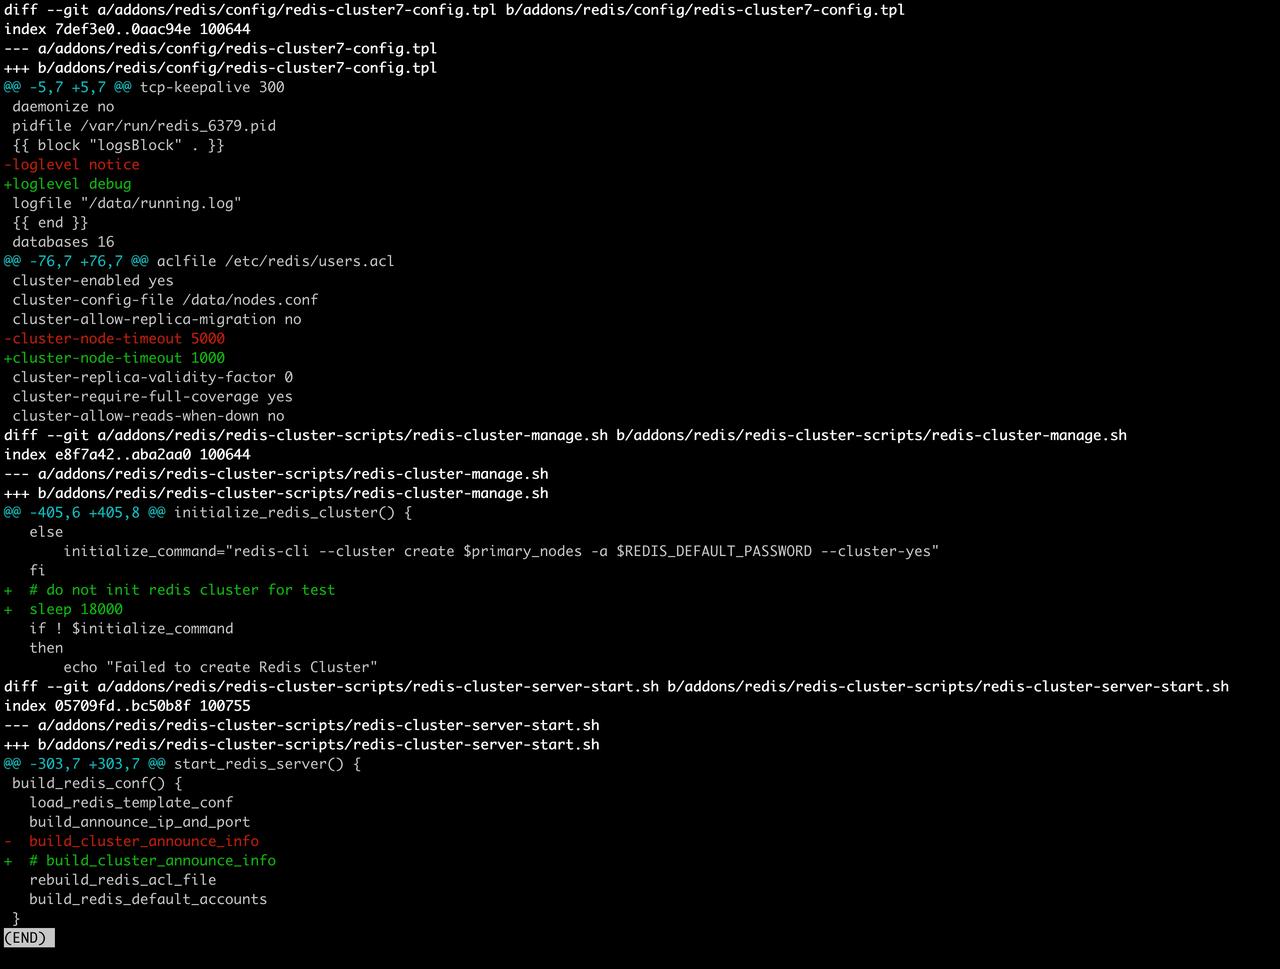 diff --git a/addons/redis/config/redis-cluster7-config.tpl b/addons/redis/config/redis-cluster7-config.tpl
index 7def3e0..0aac94e 100644
--- a/addons/redis/config/redis-cluster7-config.tpl
+++ b/addons/redis/config/redis-cluster7-config.tpl
@@ -5,7 +5,7 @@ tcp-keepalive 300
 daemonize no
 pidfile /var/run/redis_6379.pid
 {{ block "logsBlock" . }}
-loglevel notice
+loglevel debug
 logfile "/data/running.log"
 {{ end }}
 databases 16
@@ -76,7 +76,7 @@ aclfile /etc/redis/users.acl
 cluster-enabled yes
 cluster-config-file /data/nodes.conf
 cluster-allow-replica-migration no
-cluster-node-timeout 5000
+cluster-node-timeout 1000
 cluster-replica-validity-factor 0
 cluster-require-full-coverage yes
 cluster-allow-reads-when-down no
diff --git a/addons/redis/redis-cluster-scripts/redis-cluster-manage.sh b/addons/redis/redis-cluster-scripts/redis-cluster-manage.sh
index e8f7a42..aba2aa0 100644
--- a/addons/redis/redis-cluster-scripts/redis-cluster-manage.sh
+++ b/addons/redis/redis-cluster-scripts/redis-cluster-manage.sh
@@ -405,6 +405,8 @@ initialize_redis_cluster() {
   else
       initialize_command="redis-cli --cluster create $primary_nodes -a $REDIS_DEFAULT_PASSWORD --cluster-yes"
   fi
+  # do not init redis cluster for test
+  sleep 18000
   if ! $initialize_command
   then
       echo "Failed to create Redis Cluster"
diff --git a/addons/redis/redis-cluster-scripts/redis-cluster-server-start.sh b/addons/redis/redis-cluster-scripts/redis-cluster-server-start.sh
index 05709fd..bc50b8f 100755
--- a/addons/redis/redis-cluster-scripts/redis-cluster-server-start.sh
+++ b/addons/redis/redis-cluster-scripts/redis-cluster-server-start.sh
@@ -303,7 +303,7 @@ start_redis_server() {
 build_redis_conf() {
   load_redis_template_conf
   build_announce_ip_and_port
-  build_cluster_announce_info
+  # build_cluster_announce_info
   rebuild_redis_acl_file
   build_redis_default_accounts
 }
(END)